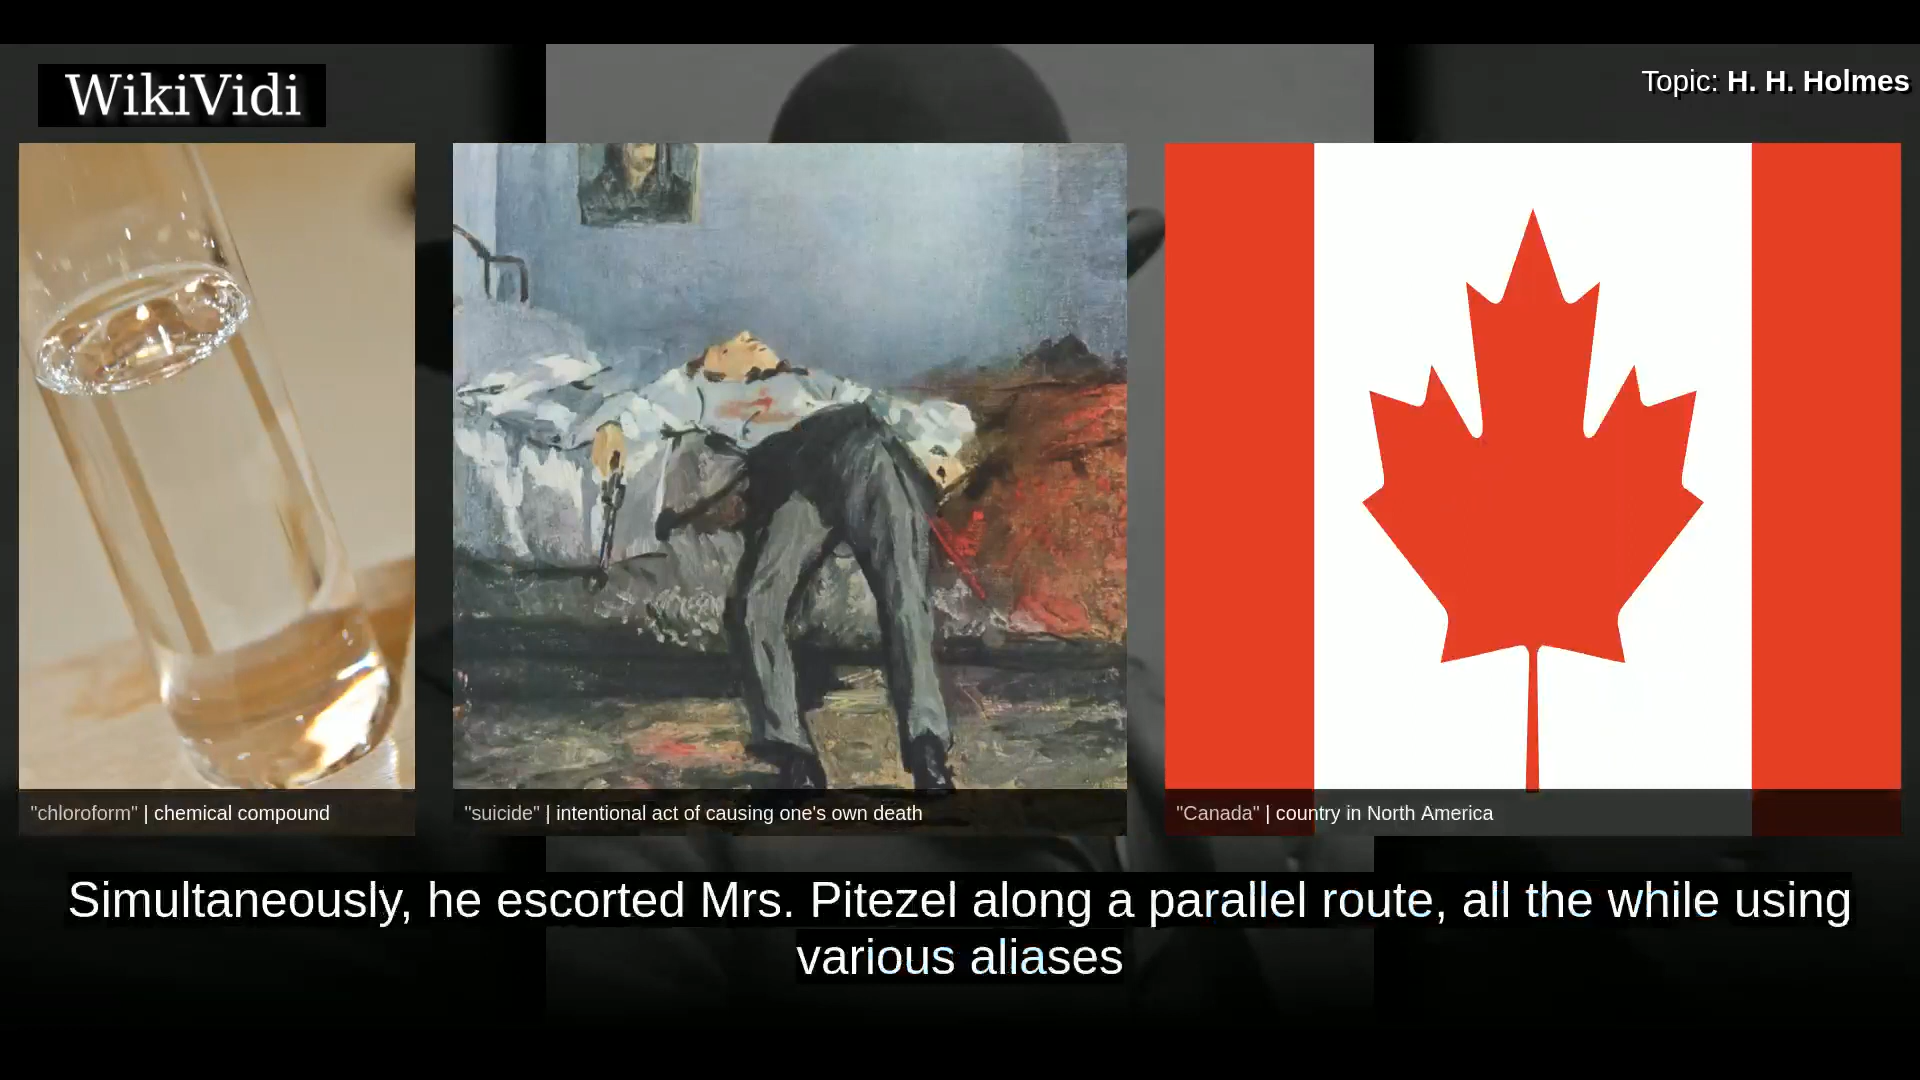 WikiVidi
Topic: H. H. Holmes
"chloroform" | chemical compound
"suicide" | intentional act of causing one's own death
"Canada" | country in North America
Simultaneously, he escorted Mrs. Pitezel along a parallel route, all the while using
various aliases